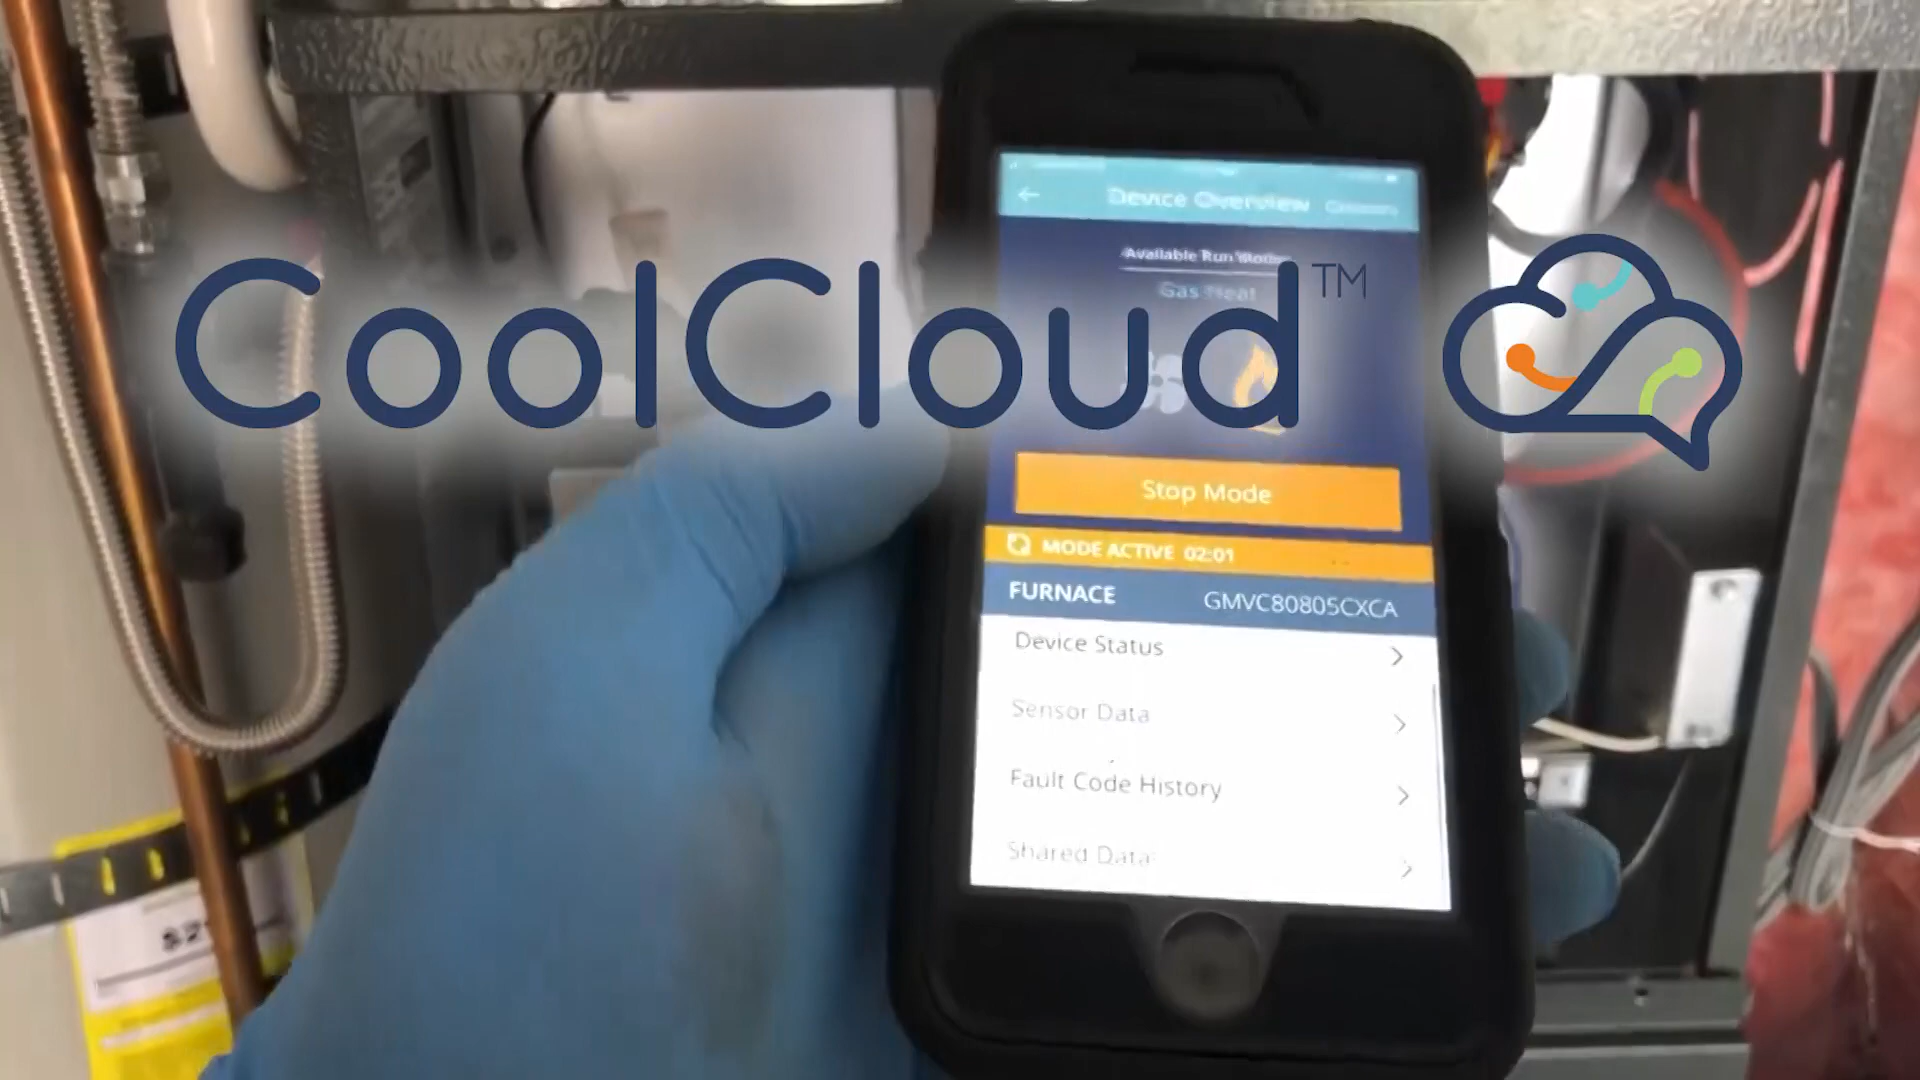 Device Overview
Available Run Modes
Gas Heat
CoolCloud™
Stop Mode
MODE ACTIVE 02:01
FURNACE GMVC80805CXCA
Device Status
Sensor Data
Fault Code History
Shared Data